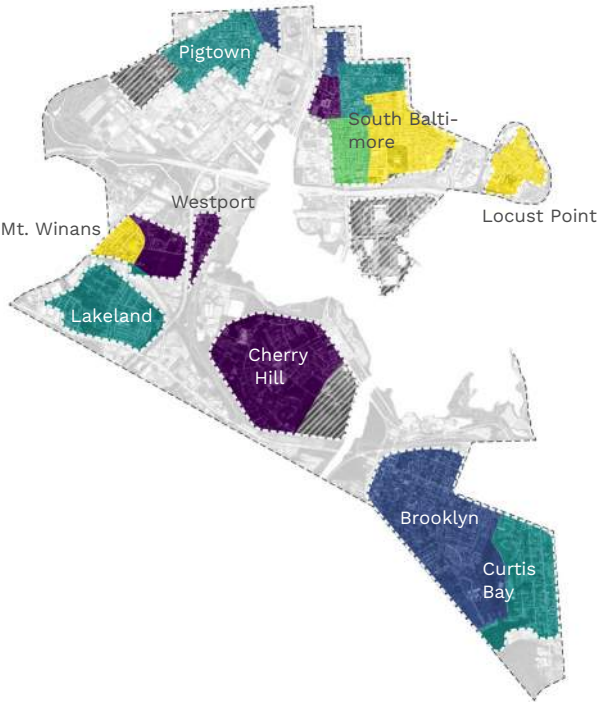 Pigtown
South Balti-
more
Westport
Locust Point
Mt. Winans
Lakeland
Cherry
Hill
Brooklyn
Curtis
Bay